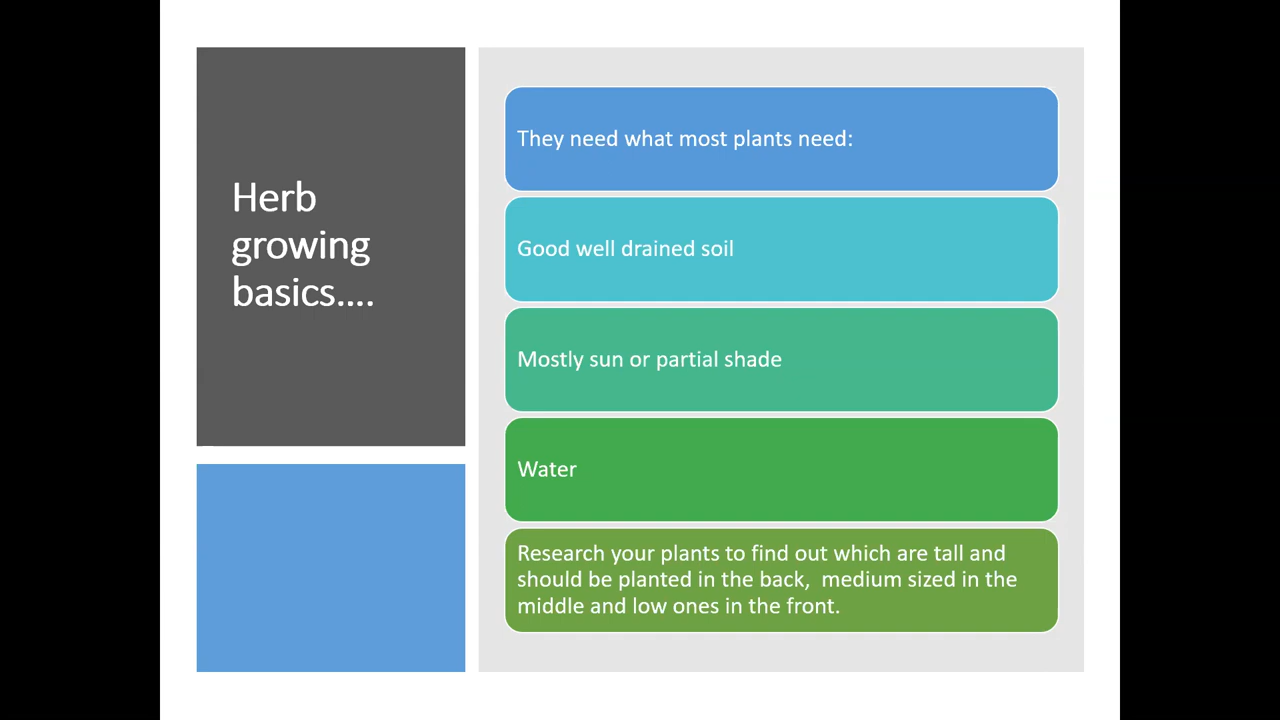 Herb
growing
basics....
They need what most plants need:
Good well drained soil
Mostly sun or partial shade
Water
Research your plants to find out which are tall and
should be planted in the back,  medium sized in the
middle and low ones in the front.